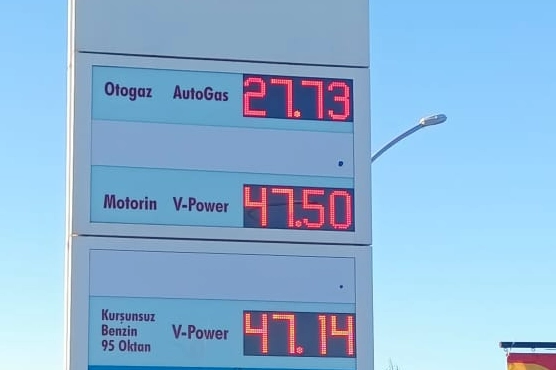 Otogaz AutoGas 27.73
Motorin V-Power 47.50
Kurşunsuz
Benzin V-Power 47.14
95 Oktan